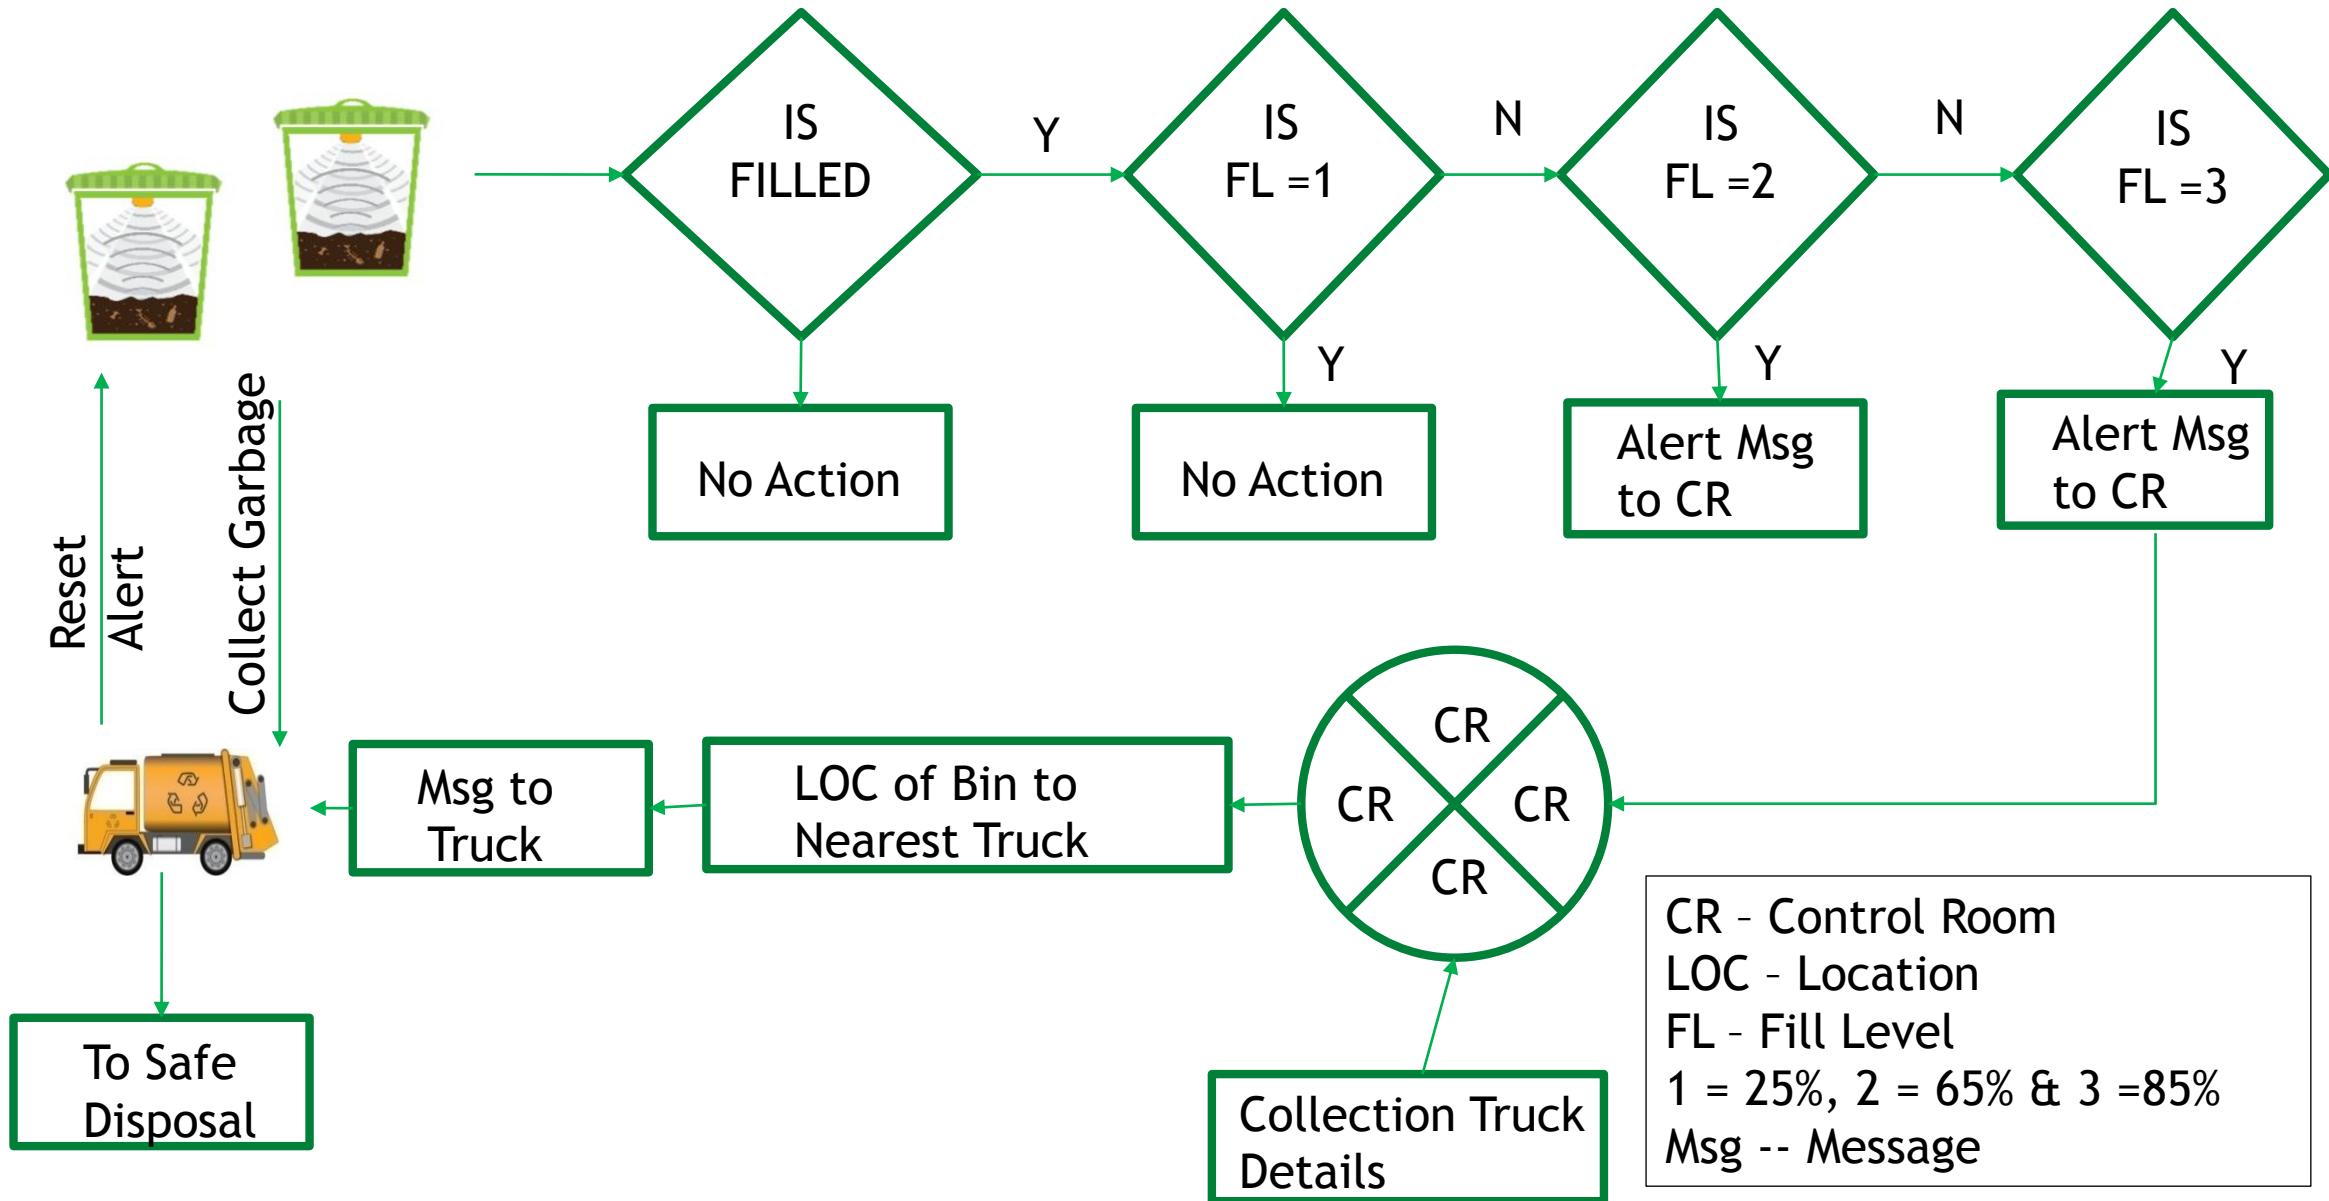 IS
FILLED
Y
IS
FL =1
N
IS
FL =2
N
IS
FL =3
Y
Y
Y
No Action
No Action
Alert Msg
to CR
Alert Msg
to CR
Reset
Alert
Collect Garbage
Msg to
Truck
LOC of Bin to
Nearest Truck
CR
CR
CR
CR
To Safe
Disposal
Collection Truck
Details
CR – Control Room
LOC – Location
FL – Fill Level
1 = 25%, 2 = 65% & 3 =85%
Msg -- Message